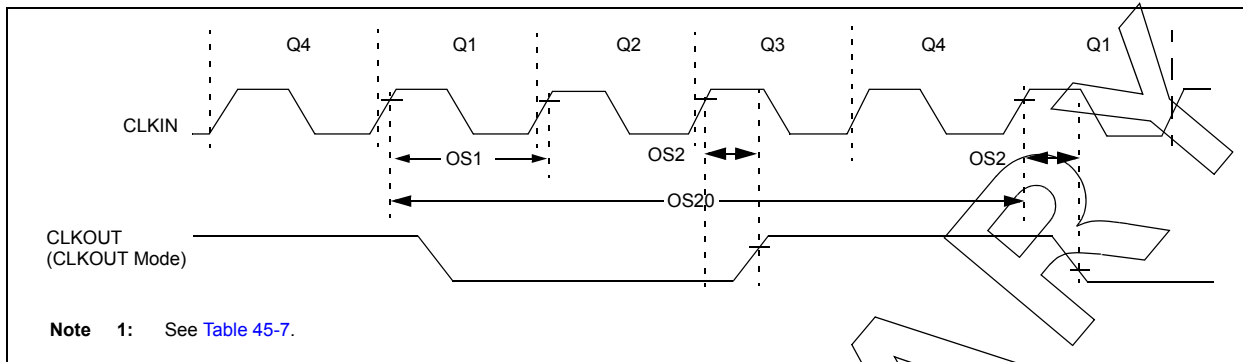 Q4 Q1 Q2 Q3 Q4 Q1
CLKIN
OS1 OS2 OS2
OS20
CLKOUT
(CLKOUT Mode)
Note 1: See Table 45-7.